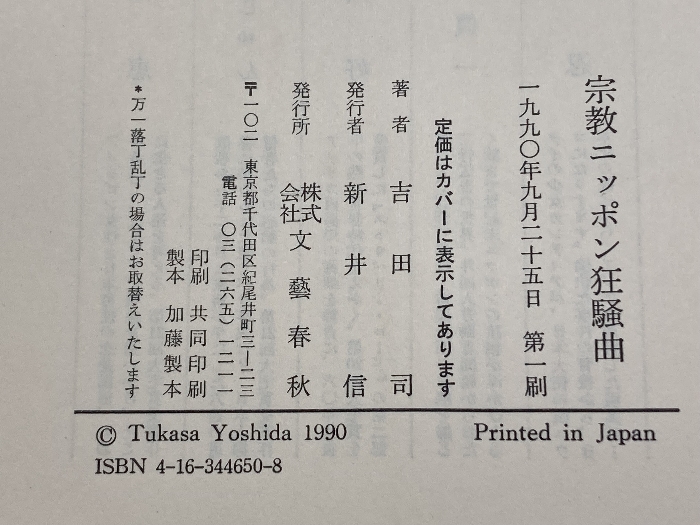 宗教ニッポン狂騒曲
一九九〇年九月二十五日　第一刷
定価はカバーに表示してあります
著者　吉田司
発行者　新井信
発行所　株式会社文藝春秋
〒一〇二　東京都千代田区紀尾井町三―二三
電話　〇三(二六五)一二一一
印刷　共同印刷
製本　加藤製本
*万一落丁乱丁の場合はお取替えいたします
© Tukasa Yoshida 1990　Printed in Japan
ISBN 4-16-344650-8